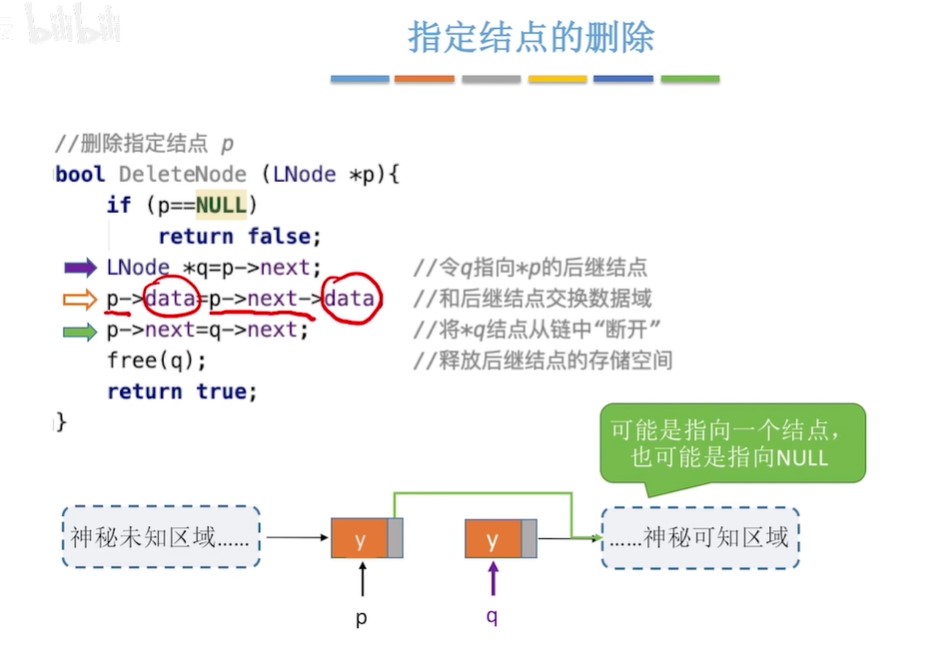 bilibili
指定结点的删除
//删除指定结点 p
bool DeleteNode (LNode *p){
if (p==NULL)
return false;
LNode *q=p->next; //令q指向*p的后继结点
p->data=p->next->data //和后继结点交换数据域
p->next=q->next; //将*q结点从链中“断开”
free(q); //释放后继结点的存储空间
return true;
}
可能是指向一个结点，
也可能是指向NULL
神秘未知区域…… y y ……神秘可知区域
p q